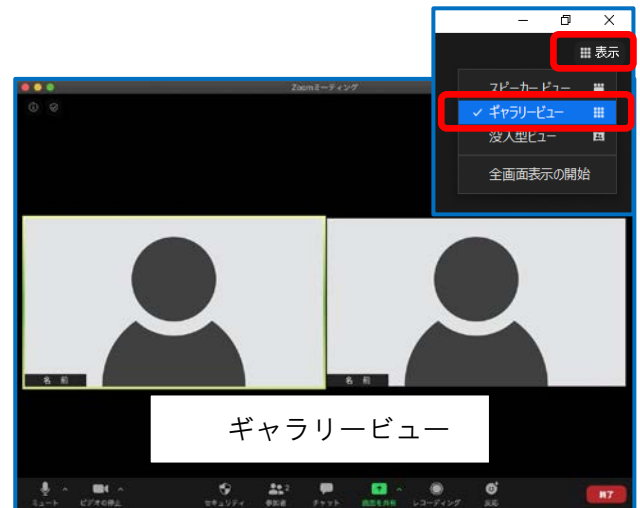 表示
スピーカービュー
ギャラリービュー
没入型ビュー
全画面表示の開始
Zoomミーティング
名 前
名 前
ギャラリービュー
ミュート
ビデオの停止
セキュリティ
参加者
2
チャット
画面を共有
レコーディング
反応
終了